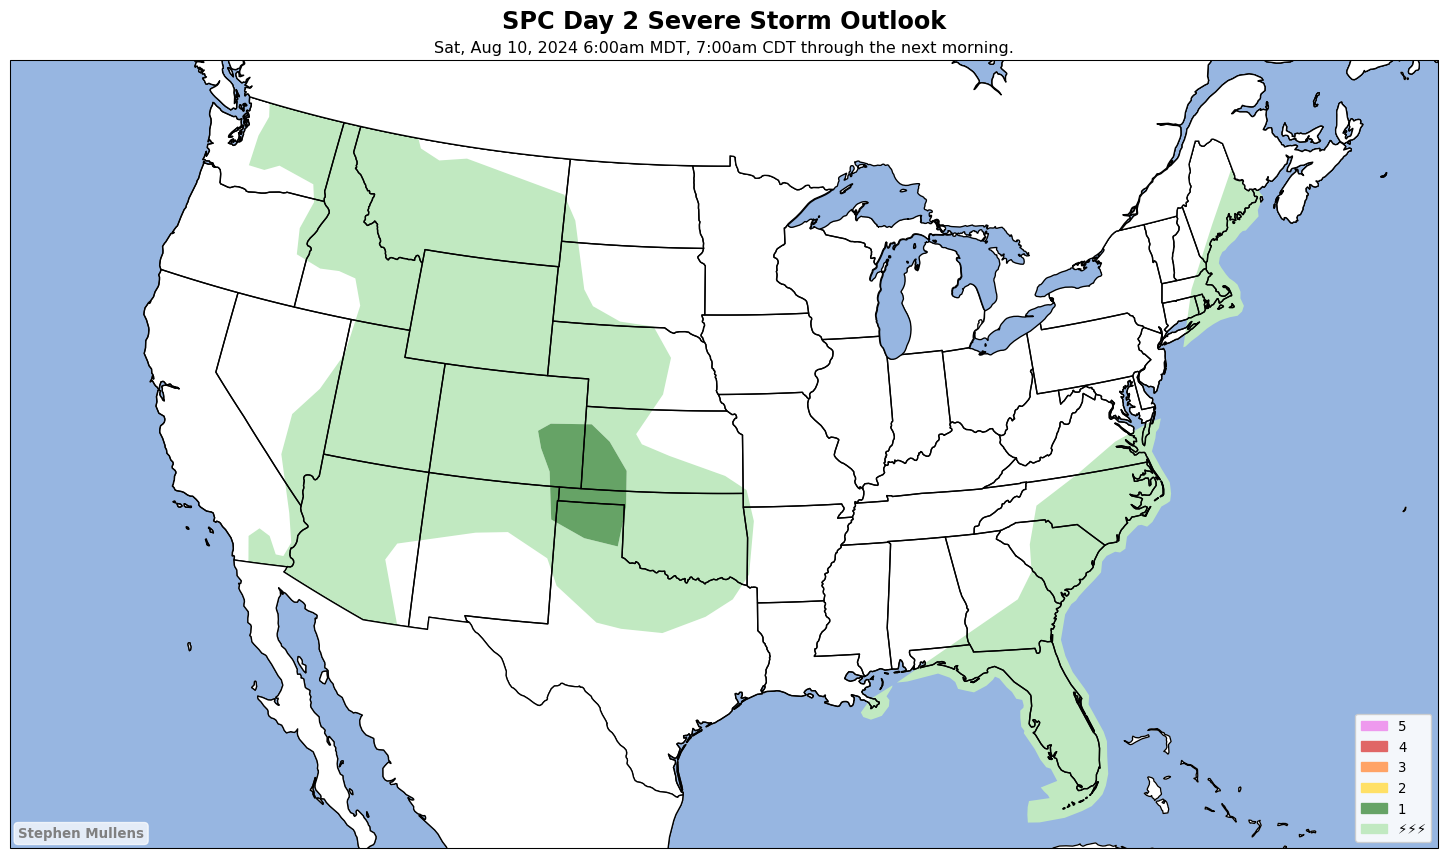 SPC Day 2 Severe Storm Outlook
Sat, Aug 10, 2024 6:00am MDT, 7:00am CDT through the next morning.
5
4
3
2
1
⚡⚡⚡
Stephen Mullens